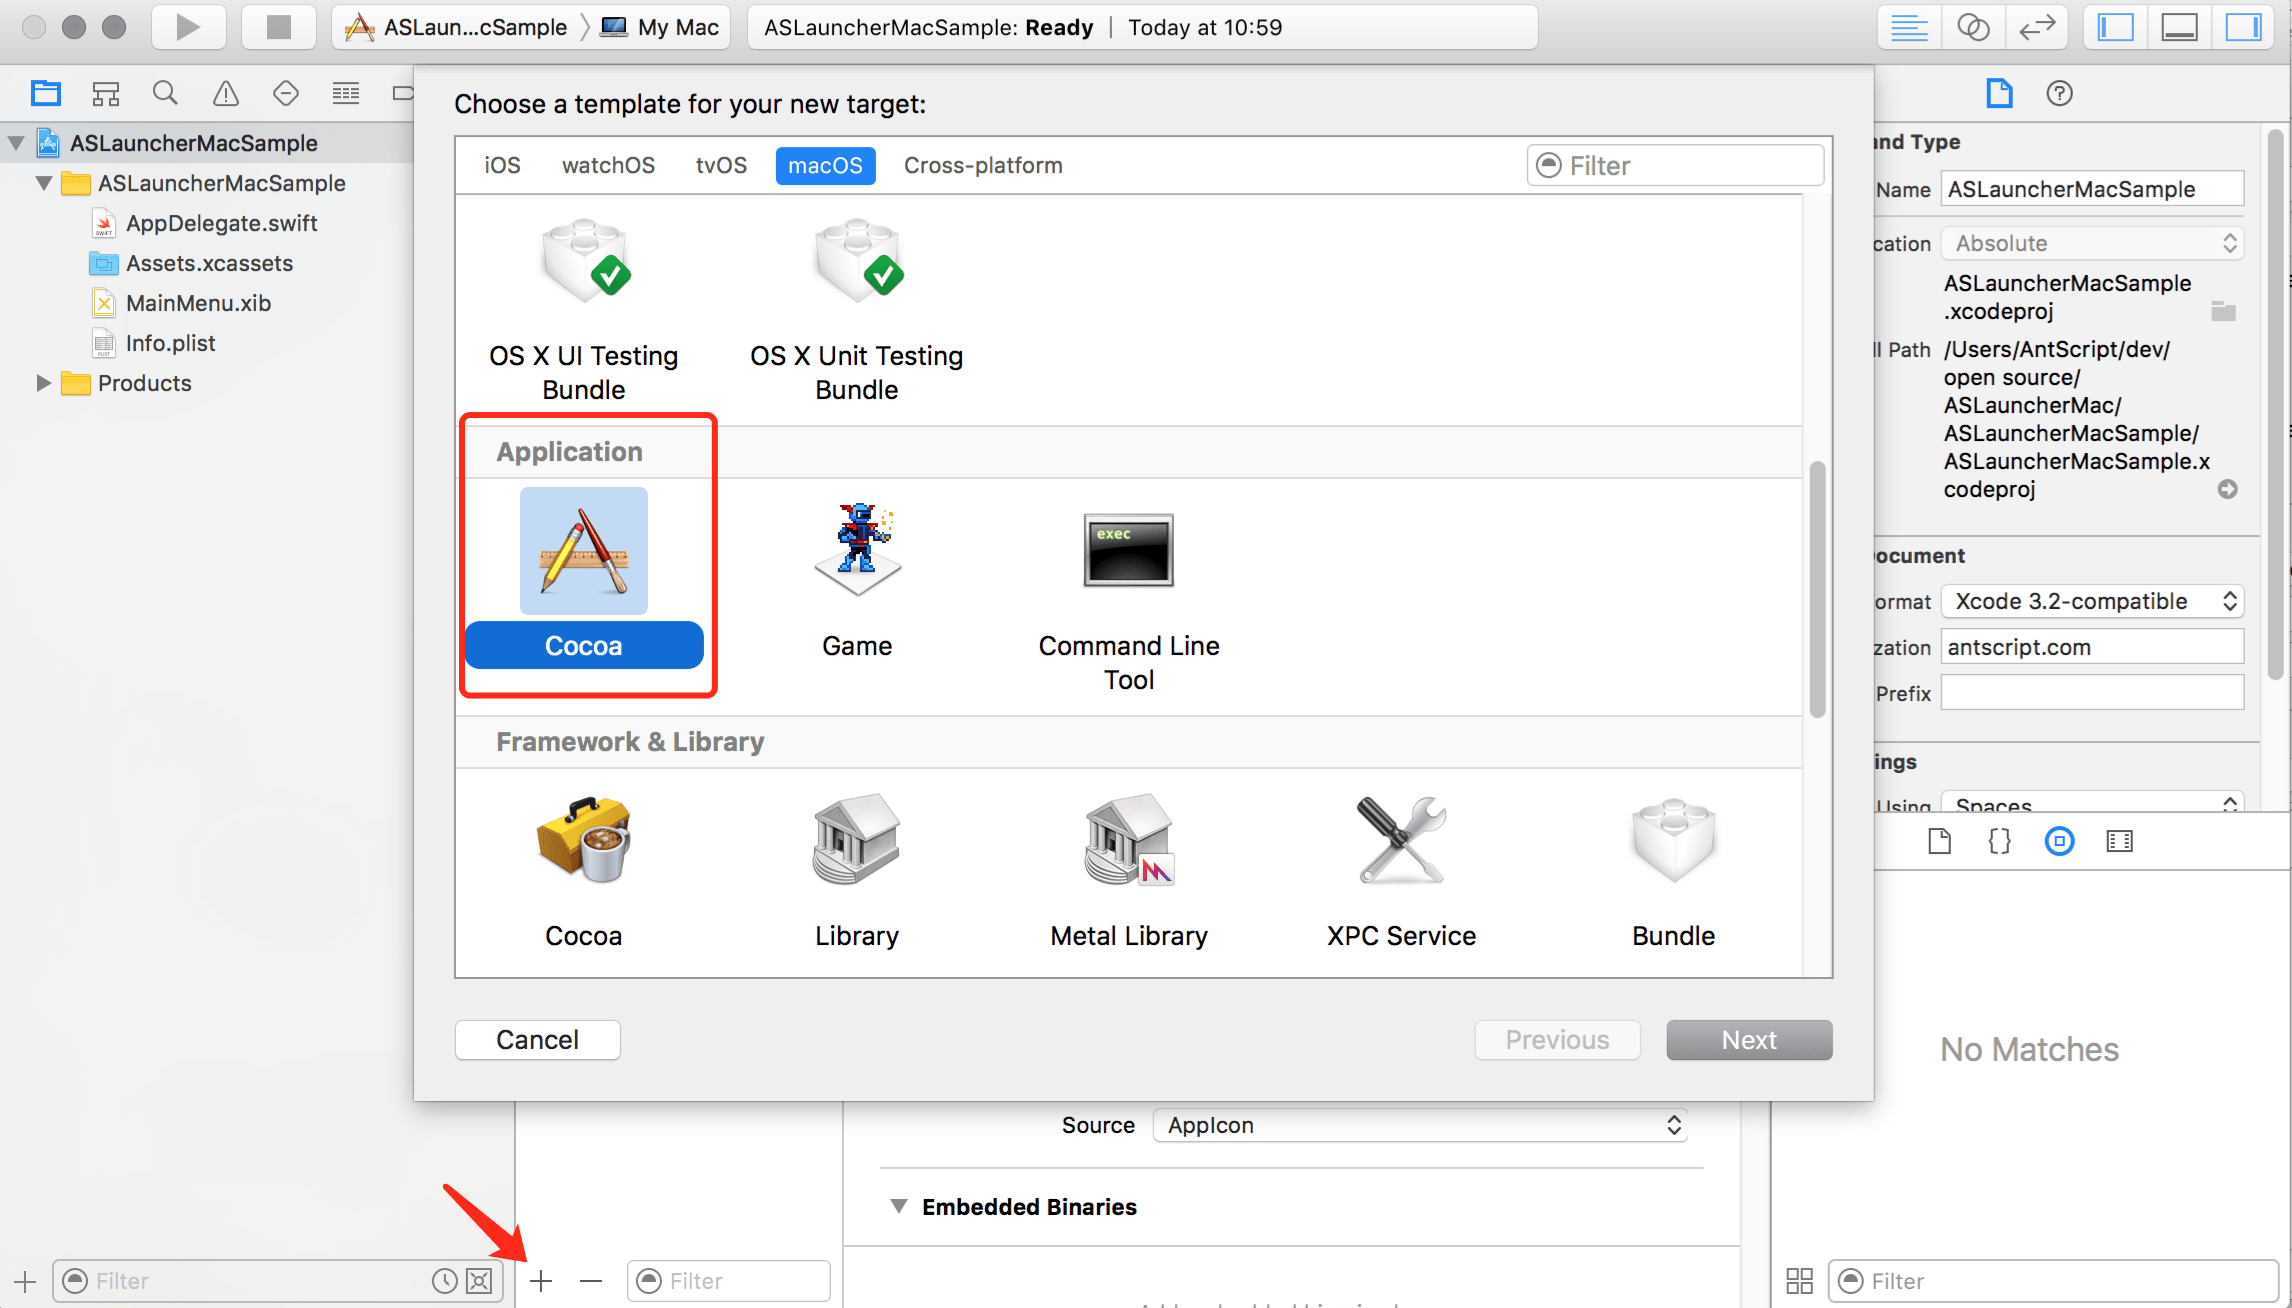 ASLaun...cSample
My Mac
ASLauncherMacSample: Ready | Today at 10:59
Choose a template for your new target:
ASLauncherMacSample
ASLauncherMacSample
AppDelegate.swift
Assets.xcassets
MainMenu.xib
Info.plist
Products
iOS
watchOS
tvOS
macOS
Cross-platform
Filter
OS X UI Testing
Bundle
OS X Unit Testing
Bundle
Application
Cocoa
Game
exec
Command Line
Tool
Framework & Library
Cocoa
Library
Metal Library
XPC Service
Bundle
Cancel
Previous
Next
nd Type
Name
ASLauncherMacSample
cation
Absolute
ASLauncherMacSample
.xcodeproj
ll Path
/Users/AntScript/dev/
open source/
ASLauncherMac/
ASLauncherMacSample/
ASLauncherMacSample.x
codeproj
ocument
ormat
Xcode 3.2-compatible
zation
antscript.com
Prefix
ings
Using
Spaces
{}
No Matches
Source
AppIcon
Embedded Binaries
Filter
Filter
Filter